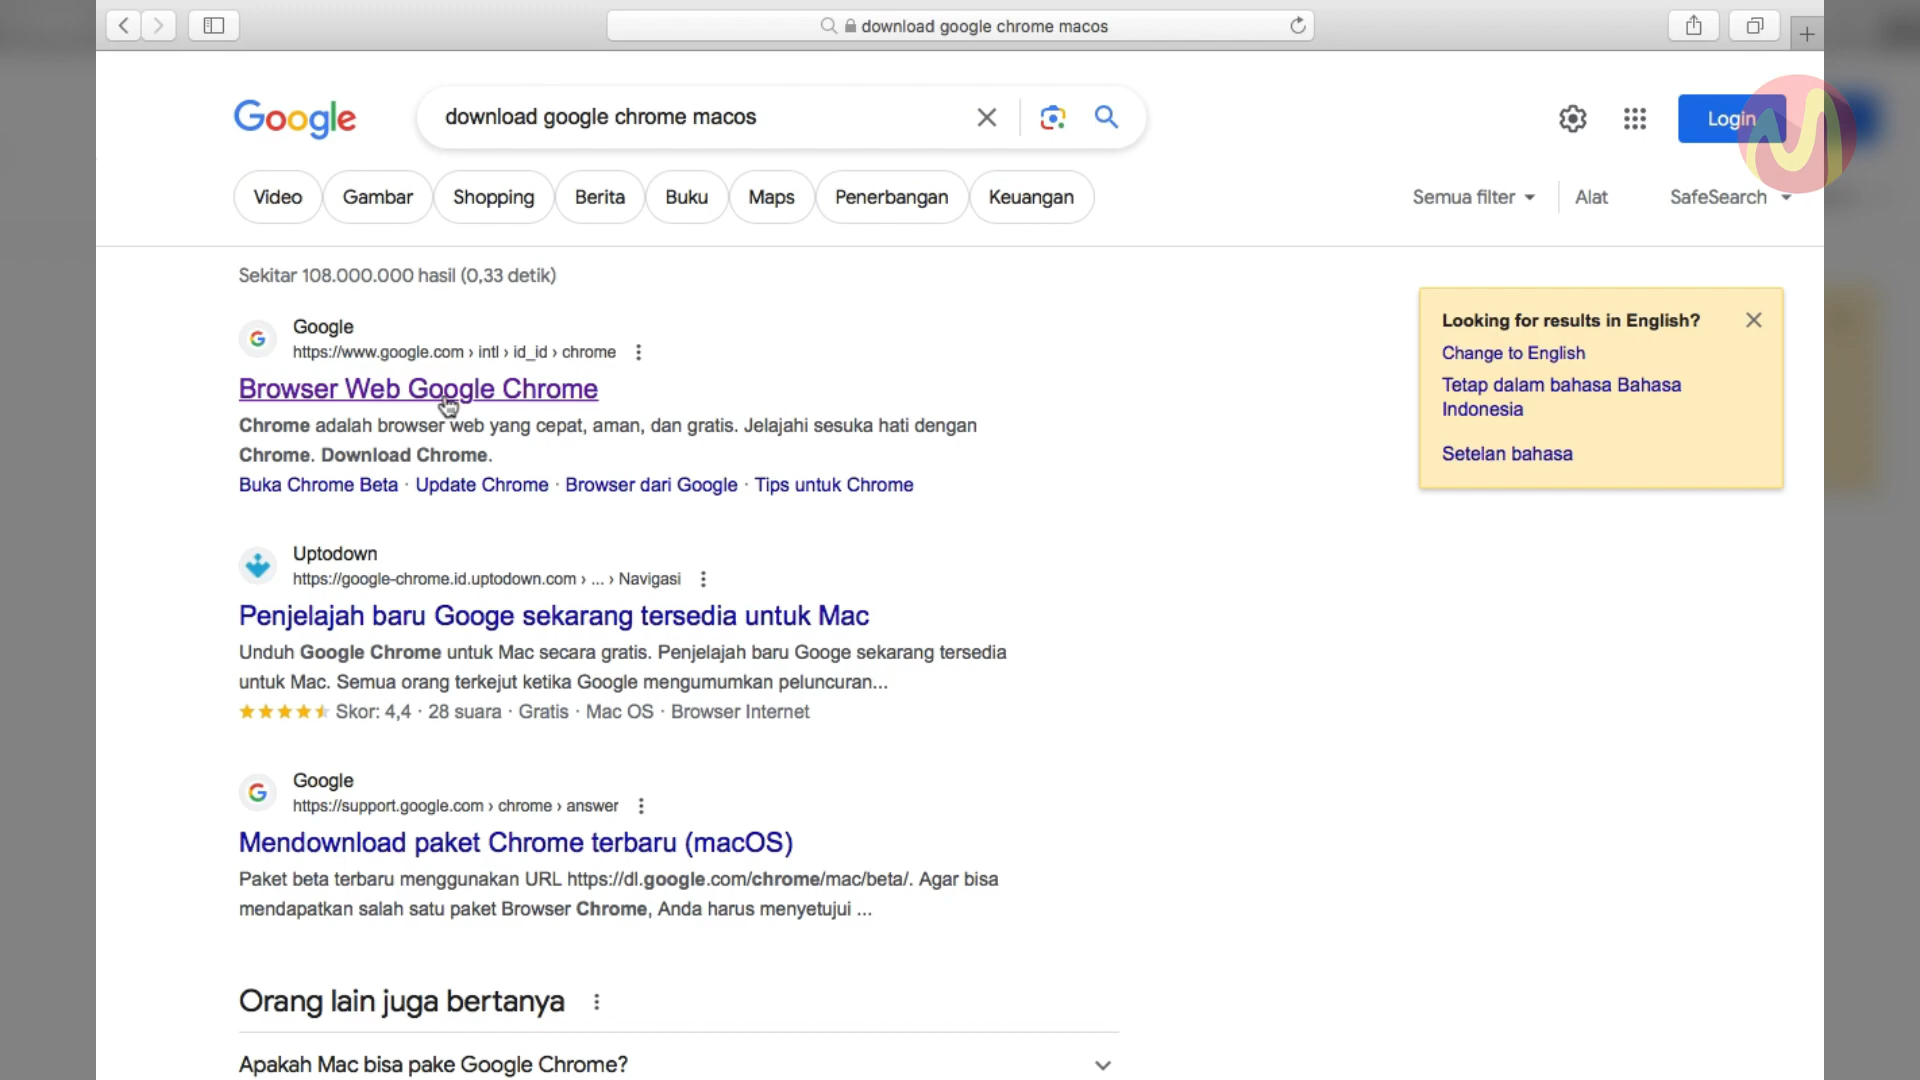 download google chrome macos
Google
download google chrome macos
Login
Video
Gambar
Shopping
Berita
Buku
Maps
Penerbangan
Keuangan
Semua filter
Alat
SafeSearch
Sekitar 108.000.000 hasil (0,33 detik)
Google
https://www.google.com › intl › id_id › chrome
Browser Web Google Chrome
Chrome adalah browser web yang cepat, aman, dan gratis. Jelajahi sesuka hati dengan
Chrome. Download Chrome.
Buka Chrome Beta · Update Chrome · Browser dari Google · Tips untuk Chrome
Looking for results in English?
Change to English
Tetap dalam bahasa Bahasa
Indonesia
Setelan bahasa
Uptodown
https://google-chrome.id.uptodown.com › ... › Navigasi
Penjelajah baru Googe sekarang tersedia untuk Mac
Unduh Google Chrome untuk Mac secara gratis. Penjelajah baru Googe sekarang tersedia
untuk Mac. Semua orang terkejut ketika Google mengumumkan peluncuran...
Skor: 4,4 · 28 suara · Gratis · Mac OS · Browser Internet
Google
https://support.google.com › chrome › answer
Mendownload paket Chrome terbaru (macOS)
Paket beta terbaru menggunakan URL https://dl.google.com/chrome/mac/beta/. Agar bisa
mendapatkan salah satu paket Browser Chrome, Anda harus menyetujui ...
Orang lain juga bertanya
Apakah Mac bisa pake Google Chrome?